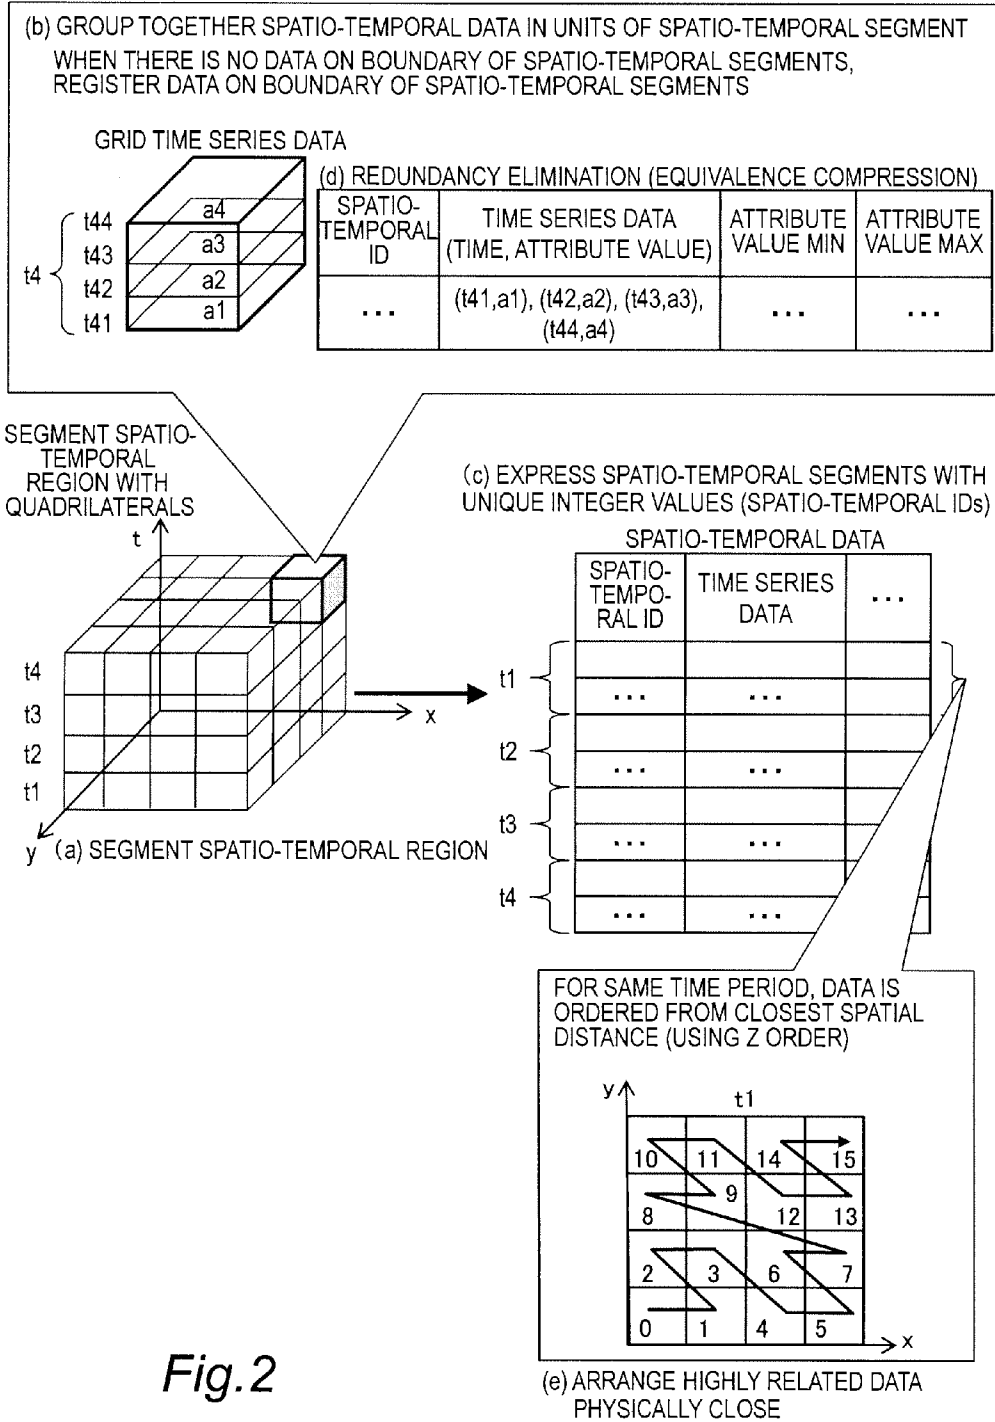 (b) GROUP TOGETHER SPATIO-TEMPORAL DATA IN UNITS OF SPATIO-TEMPORAL SEGMENT
WHEN THERE IS NO DATA ON BOUNDARY OF SPATIO-TEMPORAL SEGMENTS,
REGISTER DATA ON BOUNDARY OF SPATIO-TEMPORAL SEGMENTS
GRID TIME SERIES DATA
t4
t44
t43
t42
t41
a4
a3
a2
a1
(d) REDUNDANCY ELIMINATION (EQUIVALENCE COMPRESSION)
SPATIO-
TEMPORAL
ID
TIME SERIES DATA
(TIME, ATTRIBUTE VALUE)
ATTRIBUTE
VALUE MIN
ATTRIBUTE
VALUE MAX
...
(t41,a1), (t42,a2), (t43,a3),
(t44,a4)
...
...
SEGMENT SPATIO-
TEMPORAL
REGION WITH
QUADRILATERALS
t
t4
t3
t2
t1
x
y
(a) SEGMENT SPATIO-TEMPORAL REGION
(c) EXPRESS SPATIO-TEMPORAL SEGMENTS WITH
UNIQUE INTEGER VALUES (SPATIO-TEMPORAL IDs)
SPATIO-TEMPORAL DATA
SPATIO-
TEMPO-
RAL ID
TIME SERIES
DATA
...
t1
... ...
t2
... ...
t3
... ...
t4
... ...
FOR SAME TIME PERIOD, DATA IS
ORDERED FROM CLOSEST SPATIAL
DISTANCE (USING Z ORDER)
y
t1
10 11 14 15
8 9 12 13
2 3 6 7
0 1 4 5
x
(e) ARRANGE HIGHLY RELATED DATA
PHYSICALLY CLOSE
Fig.2